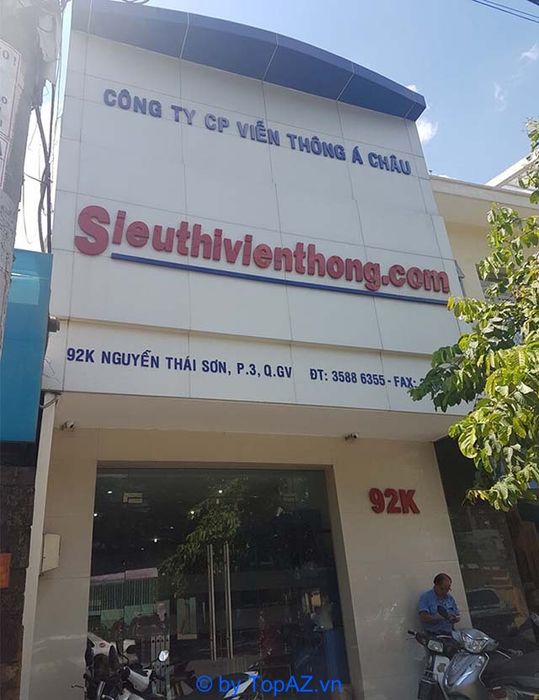 CÔNG TY CP VIỄN THÔNG Á CHÂU
Sieuthivienthong.com
92K NGUYỄN THÁI SƠN, P.3, Q.GV ĐT: 3588 6355 - FAX:
92K
© by TopAZ.vn